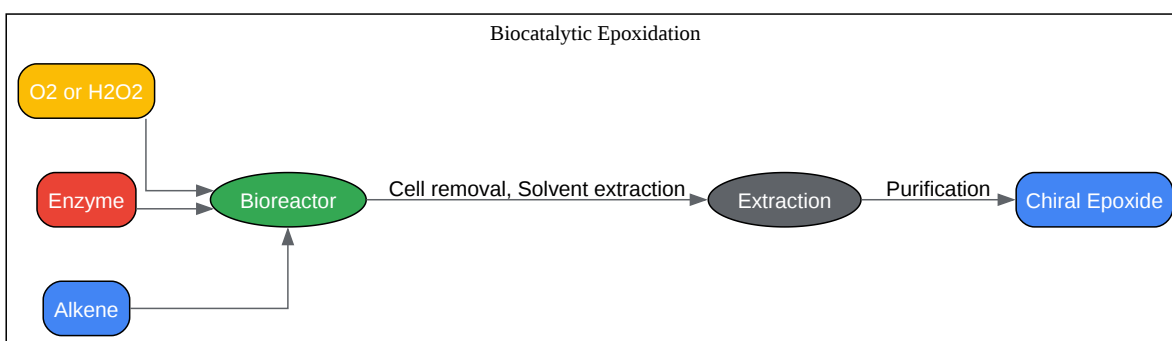 Biocatalytic Epoxidation
O2 or H2O2
Enzyme
Bioreactor
Cell removal, Solvent extraction
Extraction
Purification
Chiral Epoxide
Alkene